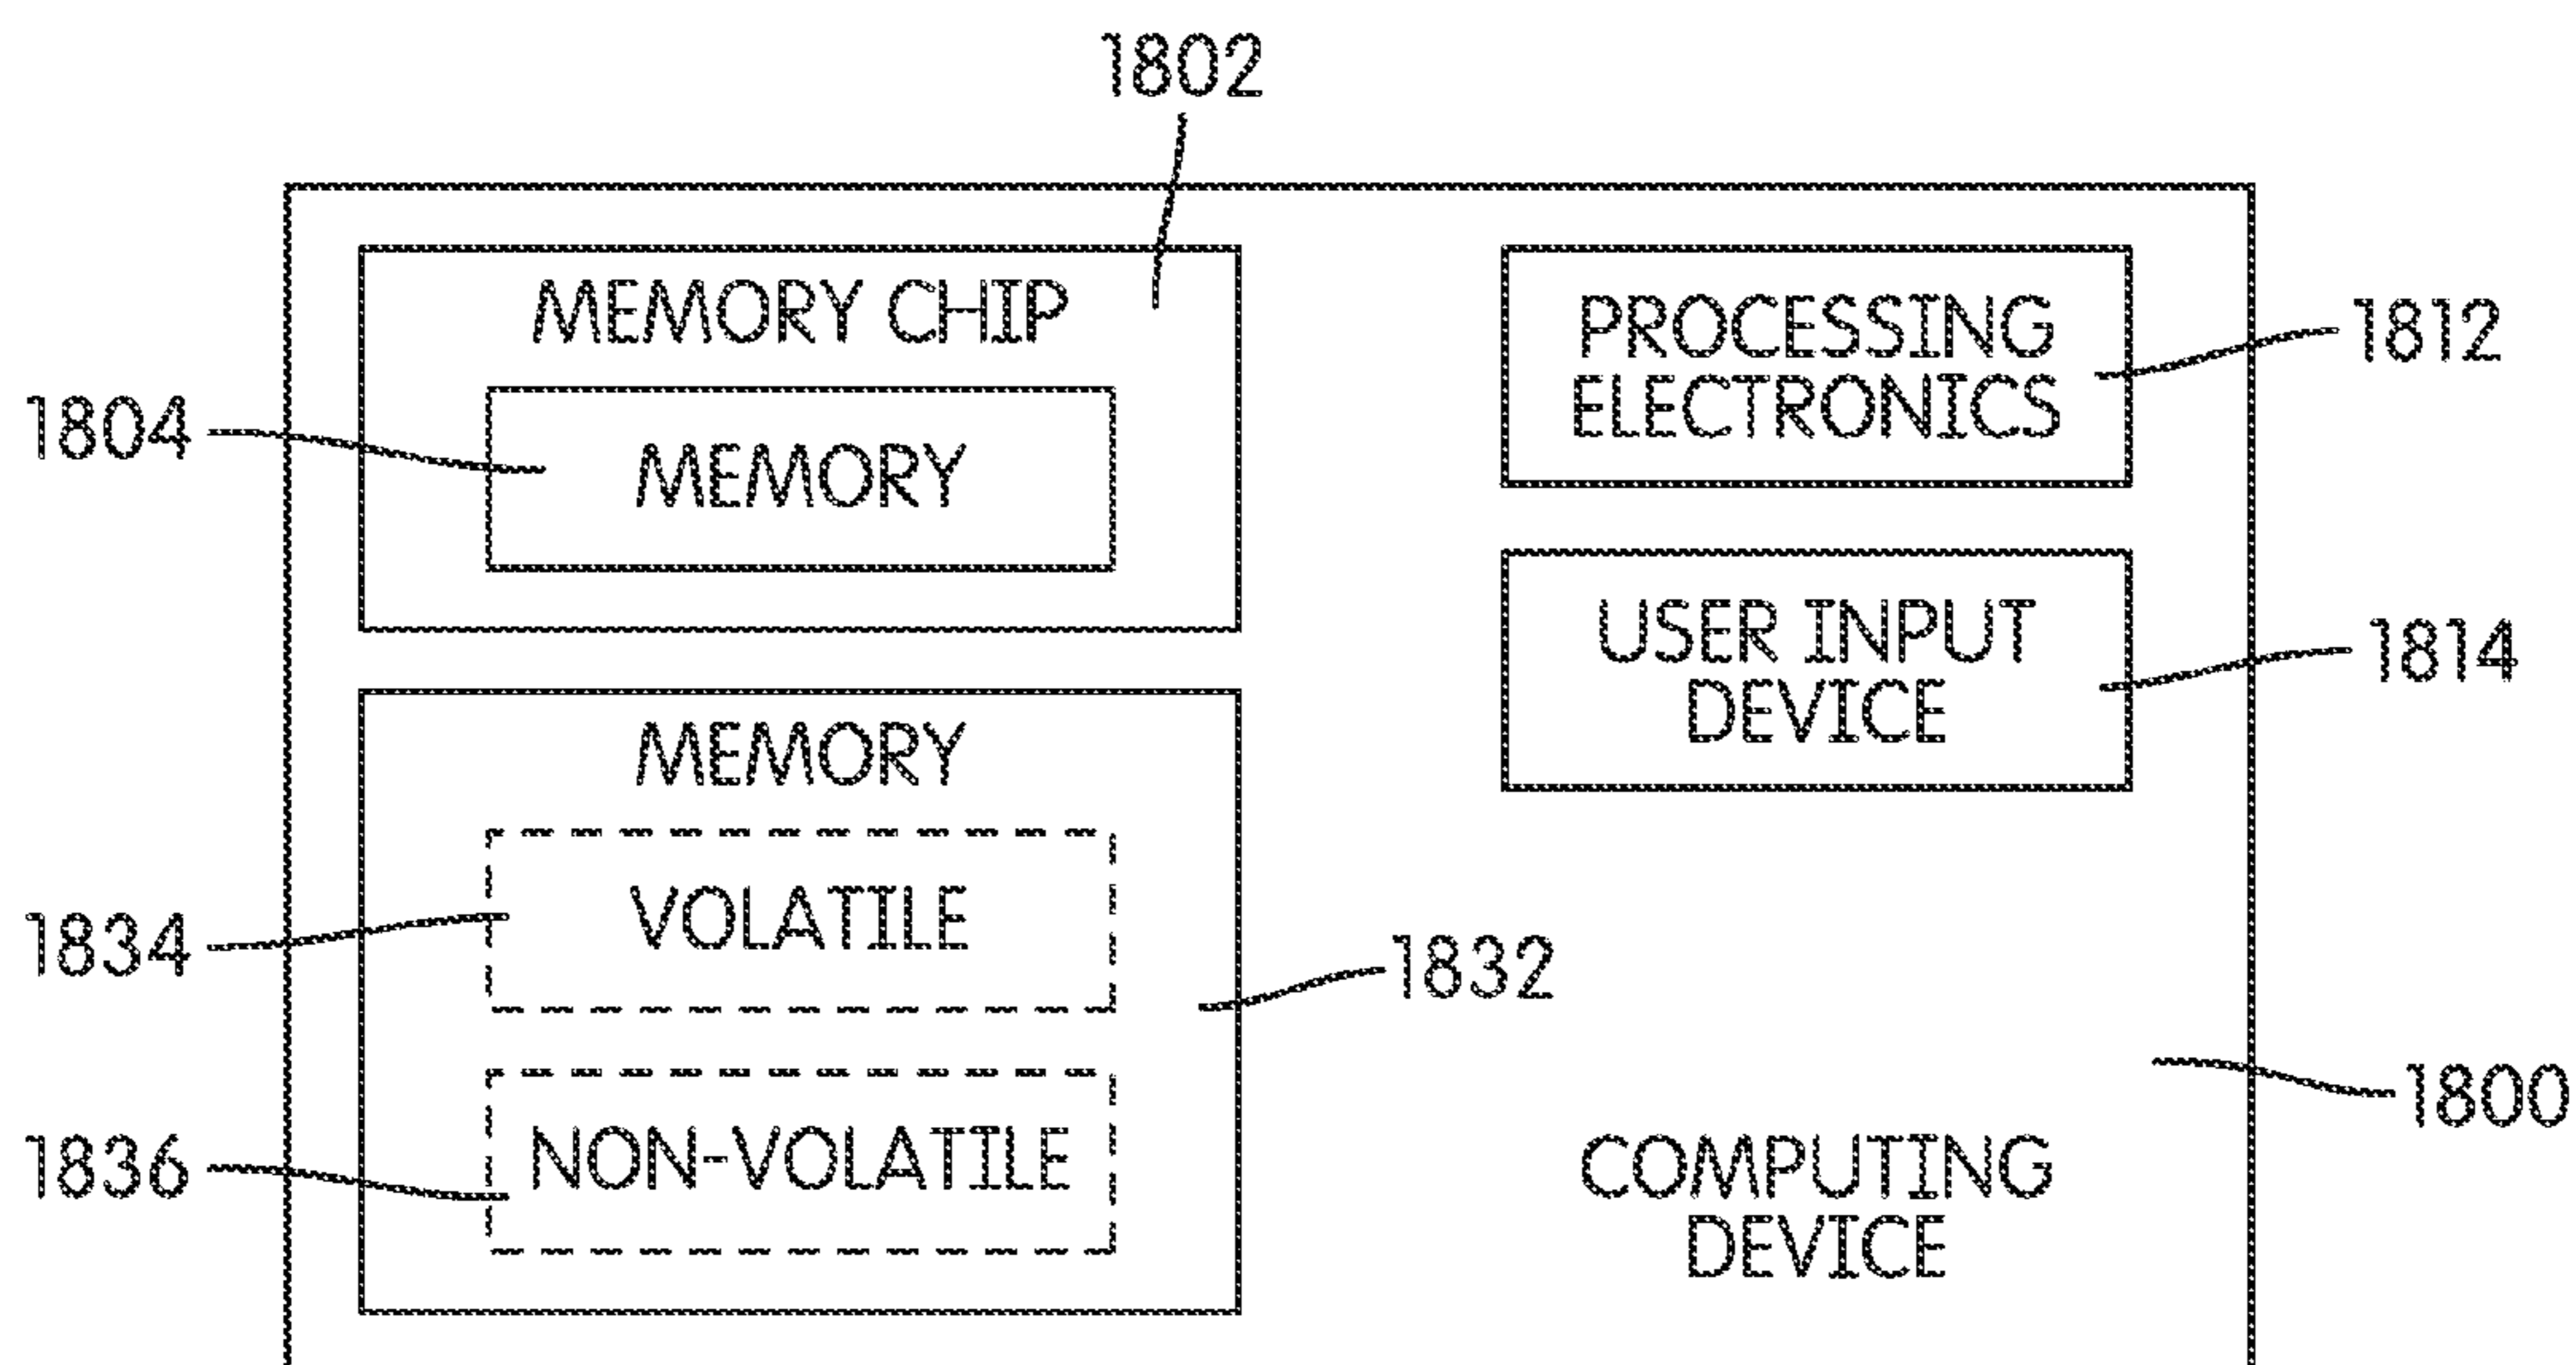 1802
MEMORY CHIP
1804
MEMORY
PROCESSING
ELECTRONICS
1812
USER INPUT
DEVICE
1814
MEMORY
VOLATILE
1834
1832
NON-VOLATILE
1836
1800
COMPUTING
DEVICE